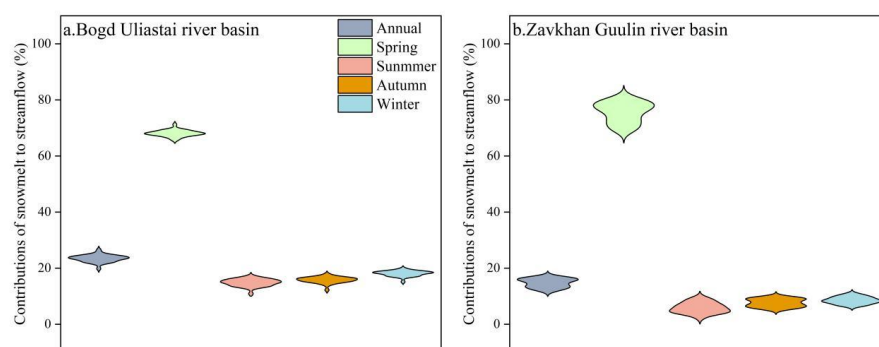 a.Bogd Uliastai river basin
Contributions of snowmelt to streamflow (%)
100
80
60
40
20
0
Annual
Spring
Sunmmer
Autumn
Winter
b.Zavkhan Guulin river basin
Contributions of snowmelt to streamflow (%)
100
80
60
40
20
0